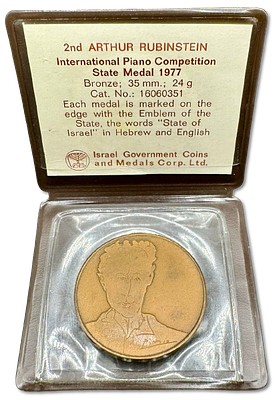 2nd ARTHUR RUBINSTEIN
International Piano Competition
State Medal 1977
Bronze; 35 mm.; 24 g
Cat. No.: 16060351
Each medal is marked on the
edge with the Emblem of the
State, the words "State of
Israel" in Hebrew and English
Israel Government Coins
and Medals Corp. Ltd.